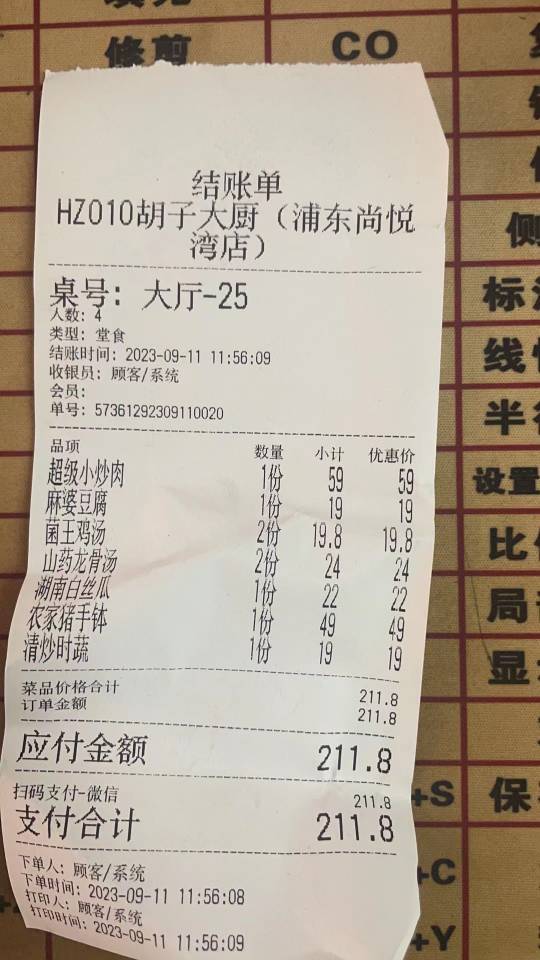 修剪
CO
结账单
HZ010胡子大厨（浦东尚悦
湾店）
桌号：大厅-25
人数：4
类型：堂食
结账时间：2023-09-11 11:56:09
收银员：顾客/系统
会员：
单号：57361292309110020
品项 数量 小计 优惠价
超级小炒肉 1份 59 59
麻婆豆腐 1份 19 19
菌王鸡汤 2份 19.8 19.8
山药龙骨汤 2份 24 24
湖南白丝瓜 1份 22 22
农家猪手钵 1份 49 49
清炒时蔬 1份 19 19
菜品价格合计 211.8
订单金额 211.8
应付金额 211.8
扫码支付-微信 211.8
支付合计 211.8
下单人：顾客/系统
下单时间：2023-09-11 11:56:08
打印人：顾客/系统
打印时间：2023-09-11 11:56:09
侧
标
线
半
设置
比
局
显
+S 保
+C
+Y